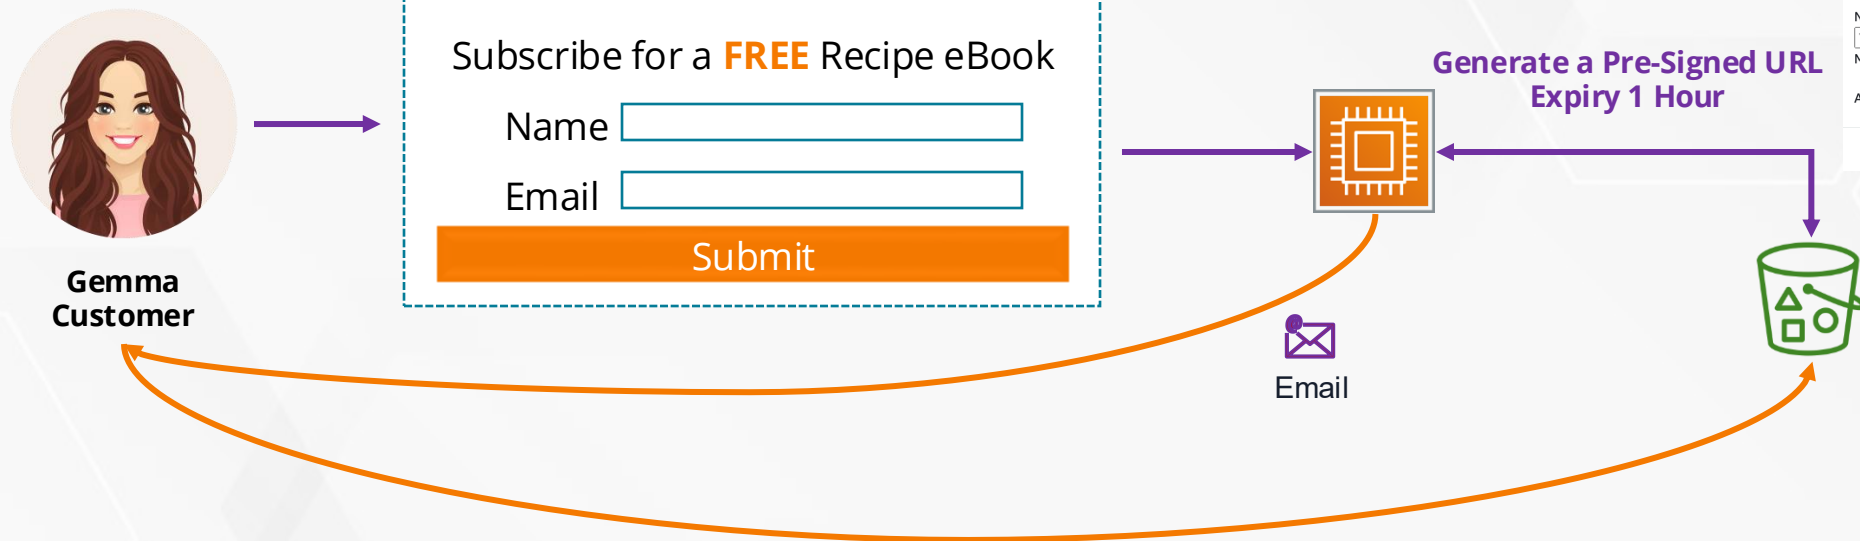 Subscribe for a FREE Recipe eBook
Name
Email
Submit
Gemma
Customer
Generate a Pre-Signed URL
Expiry 1 Hour
Email